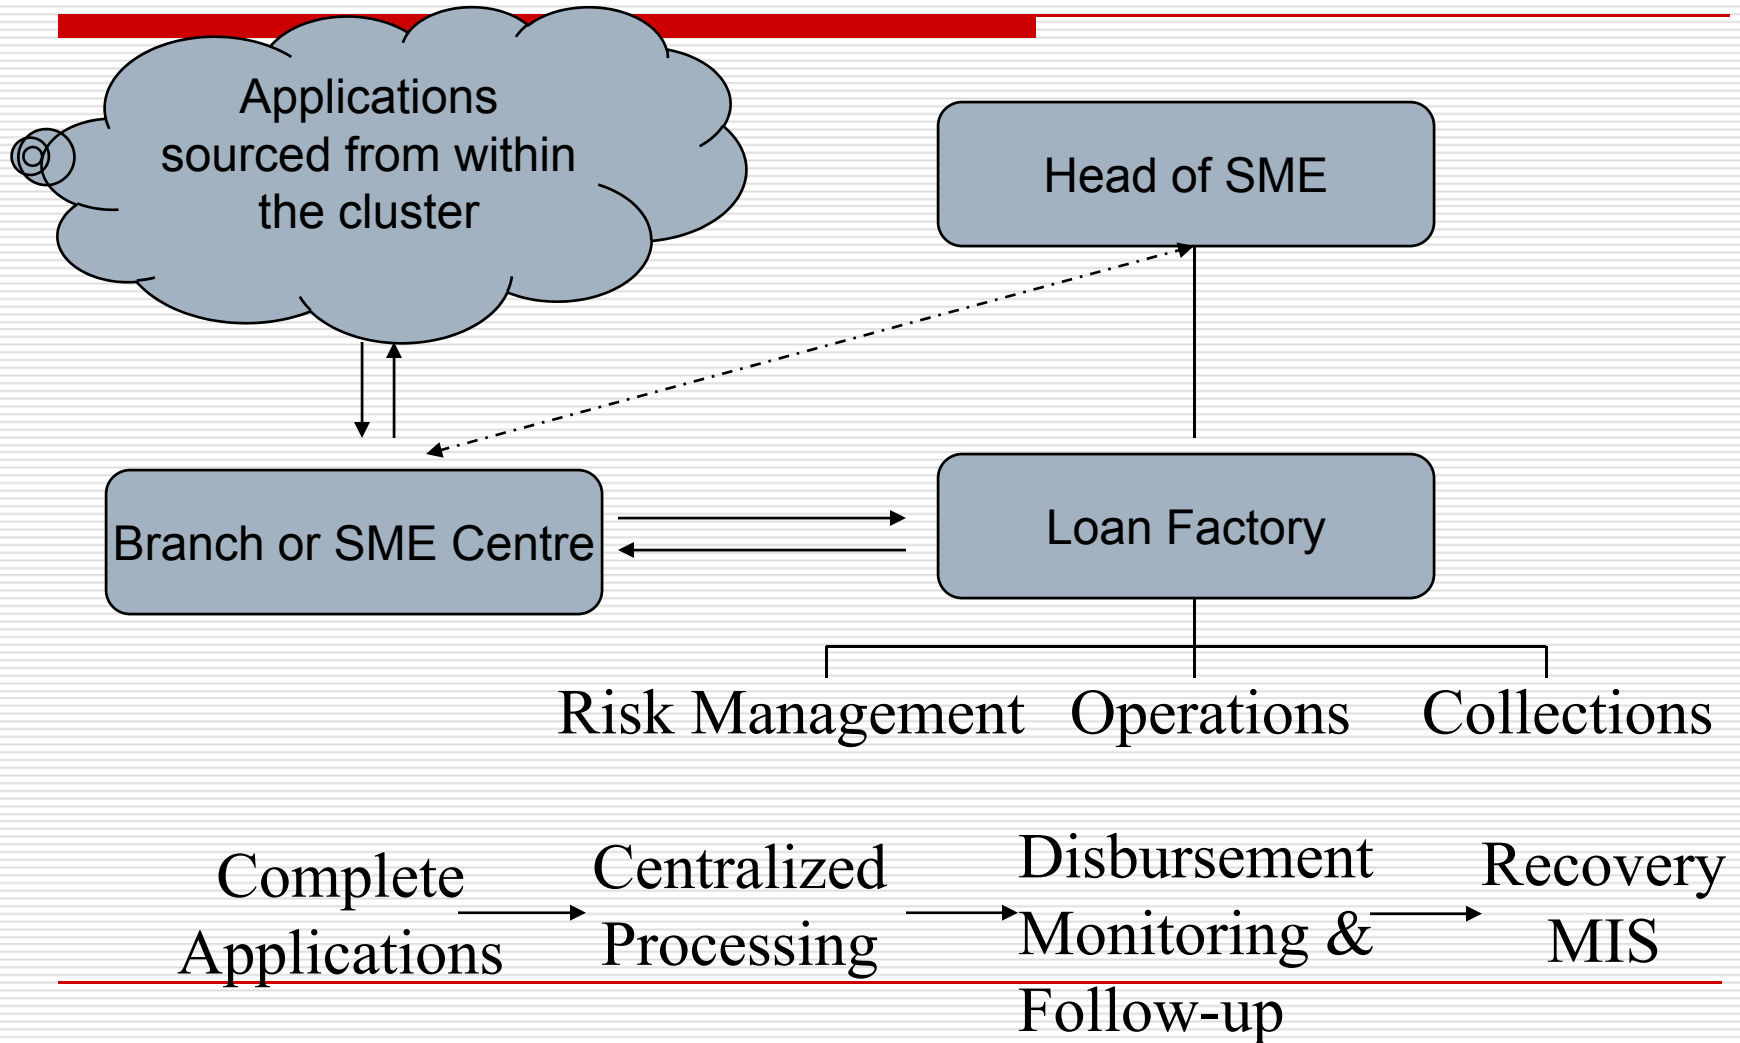 Applications
sourced from within
the cluster
Head of SME
Branch or SME Centre
Loan Factory
Risk Management
Operations
Collections
Complete
Applications
Centralized
Processing
Disbursement
Monitoring &
Follow-up
Recovery
MIS